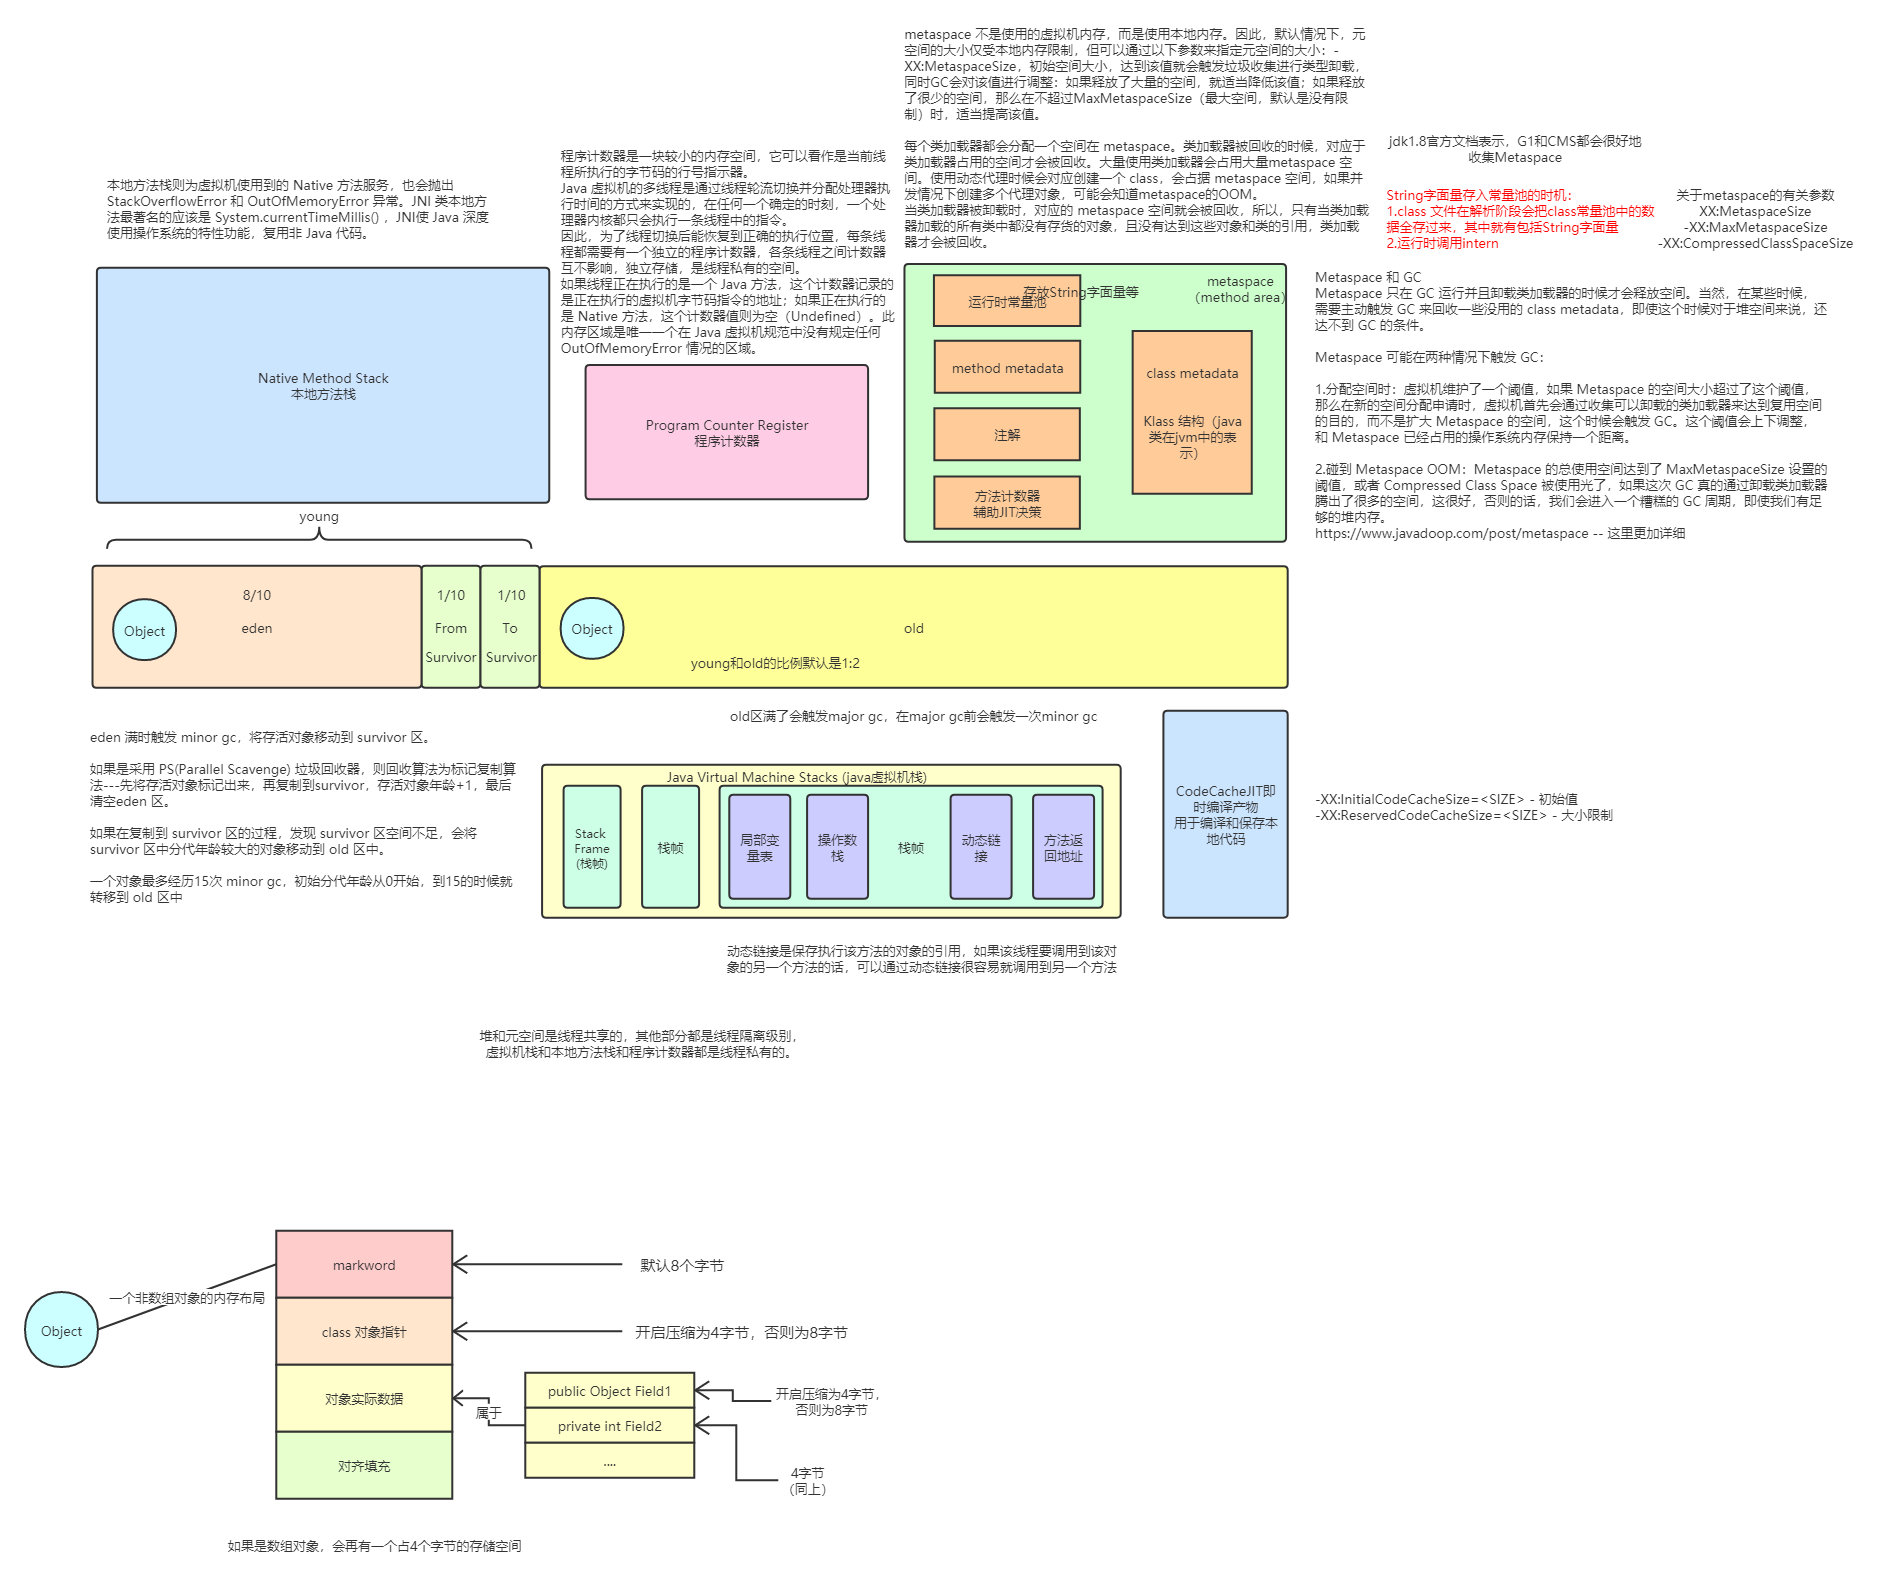 metaspace 不是使用的虚拟机内存，而是使用本地内存。因此，默认情况下，元
空间的大小仅受本地内存限制，但可以通过以下参数来指定元空间的大小：-
XX:MetaspaceSize，初始空间大小，达到该值就会触发垃圾收集进行类型卸载，
同时GC会对该值进行调整：如果释放了大量的空间，就适当降低该值；如果释放
了很少的空间，那么在不超过MaxMetaspaceSize（最大空间，默认是没有限
制）时，适当提高该值。
每个类加载器都会分配一个空间在 metaspace。类加载器被回收的时候，对应于
类加载器占用的空间才会被回收。大量使用类加载器会占用大量metaspace 空
间。使用动态代理时候会对应创建一个 class，会占据 metaspace 空间，如果并
发情况下创建多个代理对象，可能会知道metaspace的OOM。
当类加载器被卸载时，对应的 metaspace 空间就会被回收，所以，只有当类加载
器加载的所有类中都没有存货的对象，且没有达到这些对象和类的引用，类加载
器才会被回收。
jdk1.8官方文档表示，G1和CMS都会很好地
收集Metaspace
String字面量存入常量池的时机：
1.class 文件在解析阶段会把class常量池中的数
据全存过来，其中就有包括String字面量
2.运行时调用intern
关于metaspace的有关参数
XX:MetaspaceSize
-XX:MaxMetaspaceSize
-XX:CompressedClassSpaceSize
程序计数器是一块较小的内存空间，它可以看作是当前线
程所执行的字节码的行号指示器。
Java 虚拟机的多线程是通过线程轮流切换并分配处理器执
行时间的方式来实现的，在任何一个确定的时刻，一个处
理器内核都只会执行一条线程中的指令。
因此，为了线程切换后能恢复到正确的执行位置，每条线
程都需要有一个独立的程序计数器，各条线程之间计数器
互不影响，独立存储，是线程私有的空间。
如果线程正在执行的是一个 Java 方法，这个计数器记录的
是正在执行的虚拟机字节码指令的地址；如果正在执行的
是 Native 方法，这个计数器值则为空（Undefined）。此
内存区域是唯一一个在 Java 虚拟机规范中没有规定任何
OutOfMemoryError 情况的区域。
本地方法栈则为虚拟机使用到的 Native 方法服务，也会抛出
StackOverflowError 和 OutOfMemoryError 异常。JNI 类本地方
法最著名的应该是 System.currentTimeMillis() ，JNI使 Java 深度
使用操作系统的特性功能，复用非 Java 代码。
Native Method Stack
本地方法栈
Program Counter Register
程序计数器
metaspace
（method area）
存放String字面量等
运行时常量池
method metadata
注解
方法计数器
辅助JIT决策
class metadata
Klass 结构（java
类在jvm中的表
示）
Metaspace 和 GC
Metaspace 只在 GC 运行并且卸载类加载器的时候才会释放空间。当然，在某些时候，
需要主动触发 GC 来回收一些没用的 class metadata，即使这个时候对于堆空间来说，还
达不到 GC 的条件。
Metaspace 可能在两种情况下触发 GC：
1.分配空间时：虚拟机维护了一个阈值，如果 Metaspace 的空间大小超过了这个阈值，
那么在新的空间分配申请时，虚拟机首先会通过收集可以卸载的类加载器来达到复用空间
的目的，而不是扩大 Metaspace 的空间，这个时候会触发 GC。这个阈值会上下调整，
和 Metaspace 已经占用的操作系统内存保持一个距离。
2.碰到 Metaspace OOM：Metaspace 的总使用空间达到了 MaxMetaspaceSize 设置的
阈值，或者 Compressed Class Space 被使用光了，如果这次 GC 真的通过卸载类加载器
腾出了很多的空间，这很好，否则的话，我们会进入一个糟糕的 GC 周期，即使我们有足
够的堆内存。
https://www.javadoop.com/post/metaspace -- 这里更加详细
young
8/10
Object
eden
1/10
From
Survivor
1/10
To
Survivor
Object
old
young和old的比例默认是1:2
old区满了会触发major gc，在major gc前会触发一次minor gc
eden 满时触发 minor gc，将存活对象移动到 survivor 区。
如果是采用 PS(Parallel Scavenge) 垃圾回收器，则回收算法为标记复制算
法---先将存活对象标记出来，再复制到survivor，存活对象年龄+1，最后
清空eden 区。
如果在复制到 survivor 区的过程，发现 survivor 区空间不足，会将
survivor 区中分代年龄较大的对象移动到 old 区中。
一个对象最多经历15次 minor gc，初始分代年龄从0开始，到15的时候就
转移到 old 区中
Java Virtual Machine Stacks (java虚拟机栈)
Stack
Frame
(栈帧)
栈帧
局部变
量表
操作数
栈
栈帧
动态链
接
方法返
回地址
CodeCacheJIT即
时编译产物
用于编译和保存本
地代码
-XX:InitialCodeCacheSize=<SIZE> - 初始值
-XX:ReservedCodeCacheSize=<SIZE> - 大小限制
动态链接是保存执行该方法的对象的引用，如果该线程要调用到该对
象的另一个方法的话，可以通过动态链接很容易就调用到另一个方法
堆和元空间是线程共享的，其他部分都是线程隔离级别，
虚拟机栈和本地方法栈和程序计数器都是线程私有的。
Object
一个非数组对象的内存布局
markword
默认8个字节
class 对象指针
开启压缩为4字节，否则为8字节
对象实际数据
属于
public Object Field1
开启压缩为4字节，
否则为8字节
private int Field2
....
4字节
（同上）
对齐填充
如果是数组对象，会再有一个占4个字节的存储空间